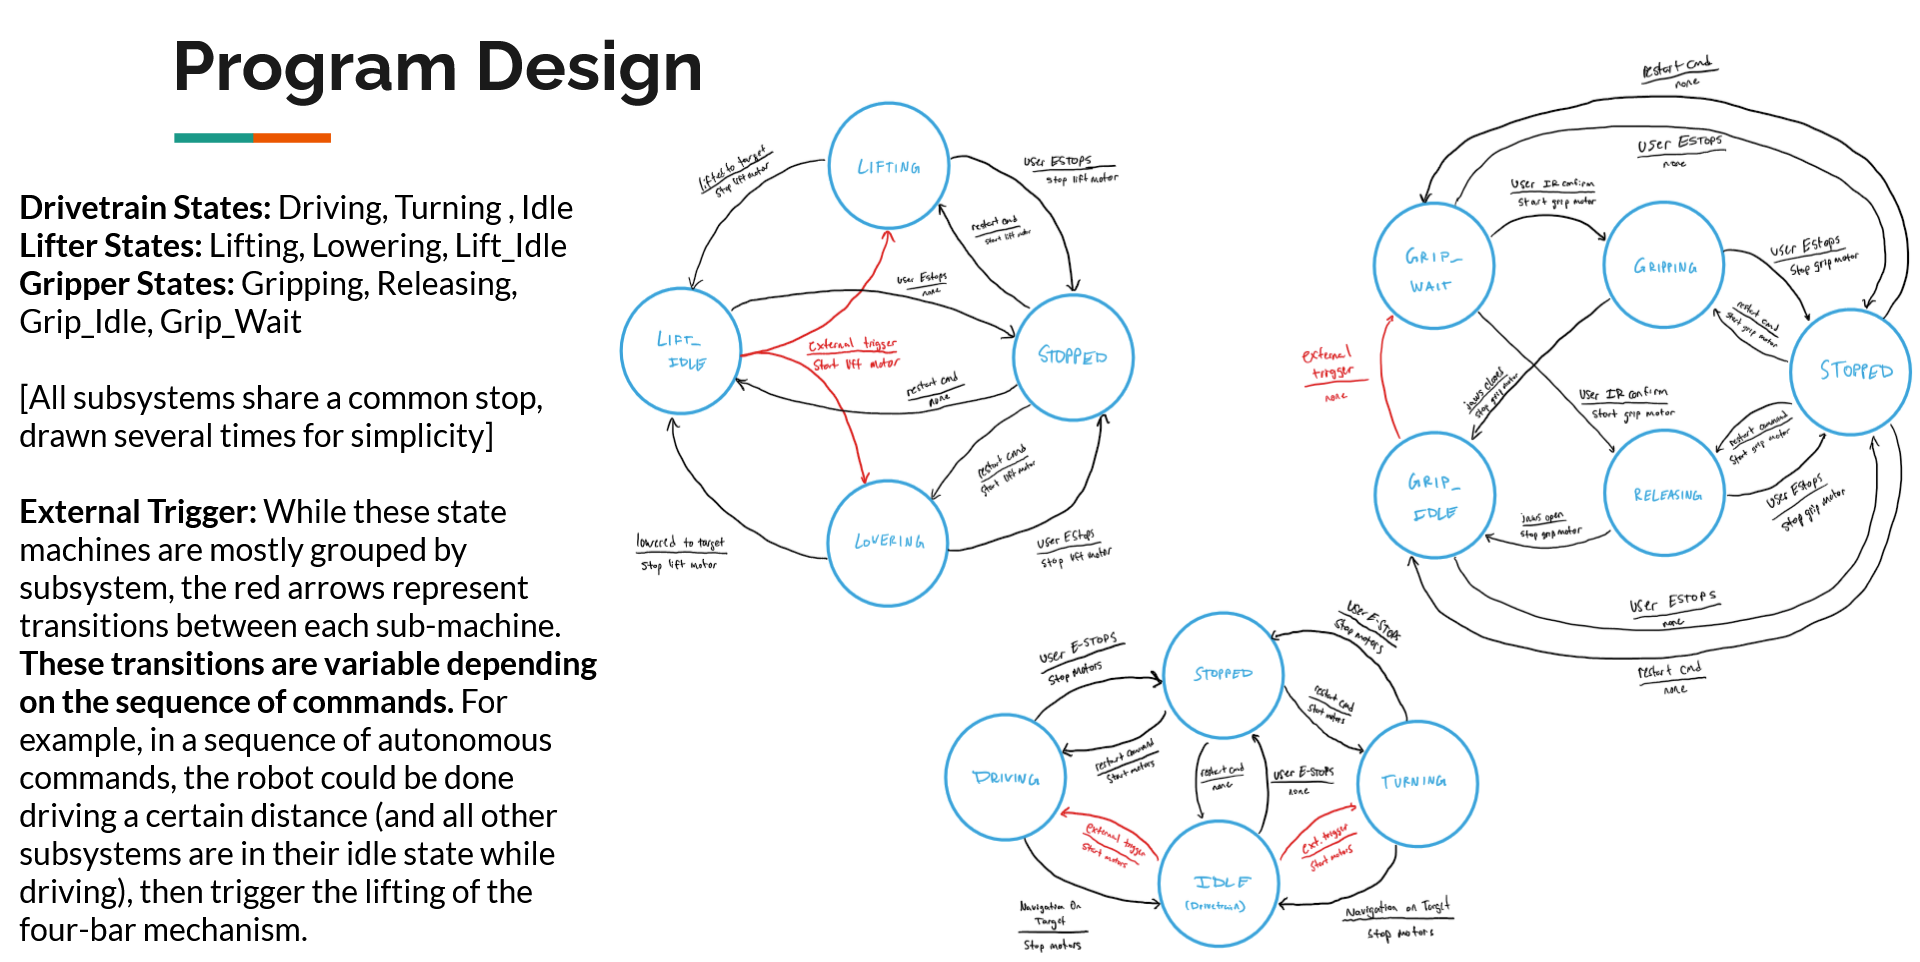 Program Design
Drivetrain States: Driving, Turning , Idle
Lifter States: Lifting, Lowering, Lift_Idle
Gripper States: Gripping, Releasing,
Grip_Idle, Grip_Wait
[All subsystems share a common stop,
drawn several times for simplicity]
External Trigger: While these state
machines are mostly grouped by
subsystem, the red arrows represent
transitions between each sub-machine.
These transitions are variable depending
on the sequence of commands. For
example, in a sequence of autonomous
commands, the robot could be done
driving a certain distance (and all other
subsystems are in their idle state while
driving), then trigger the lifting of the
four-bar mechanism.
LIFTING
lifted to target
Stop lift motor
User ESTOPS
Stop lift motor
restart cmd
Start lift motor
User Estops
none
LIFT_
IDLE
External trigger
Start lift motor
STOPPED
restart cmd
none
restart cmd
Start lift motor
LOWERING
lowered to target
Stop lift motor
User EStops
Stop lift motor
restart cmd
none
User ESTOPS
none
User IR confirm
Start grip motor
GRIP_
WAIT
GRIPPING
User Estops
Stop grip motor
restart cmd
Start grip motor
external
trigger
none
STOPPED
jaws closed
Stop grip motor
User IR confirm
Start grip motor
restart command
Start grip motor
GRIP_
IDLE
RELEASING
User Estops
Stop grip motor
jaws open
Stop grip motor
User ESTOPS
none
restart cmd
none
User E-STOPS
Stop Motors
STOPPED
User E-STOPS
Stop motors
restart cmd
Start motors
restart command
Start motors
restart cmd
none
User E-STOPS
none
DRIVING
TURNING
external trigger
Start motors
ext. trigger
Start motors
IDLE
(Drivetrain)
Navigation On
Target
Stop motors
Navigation on Target
Stop motors